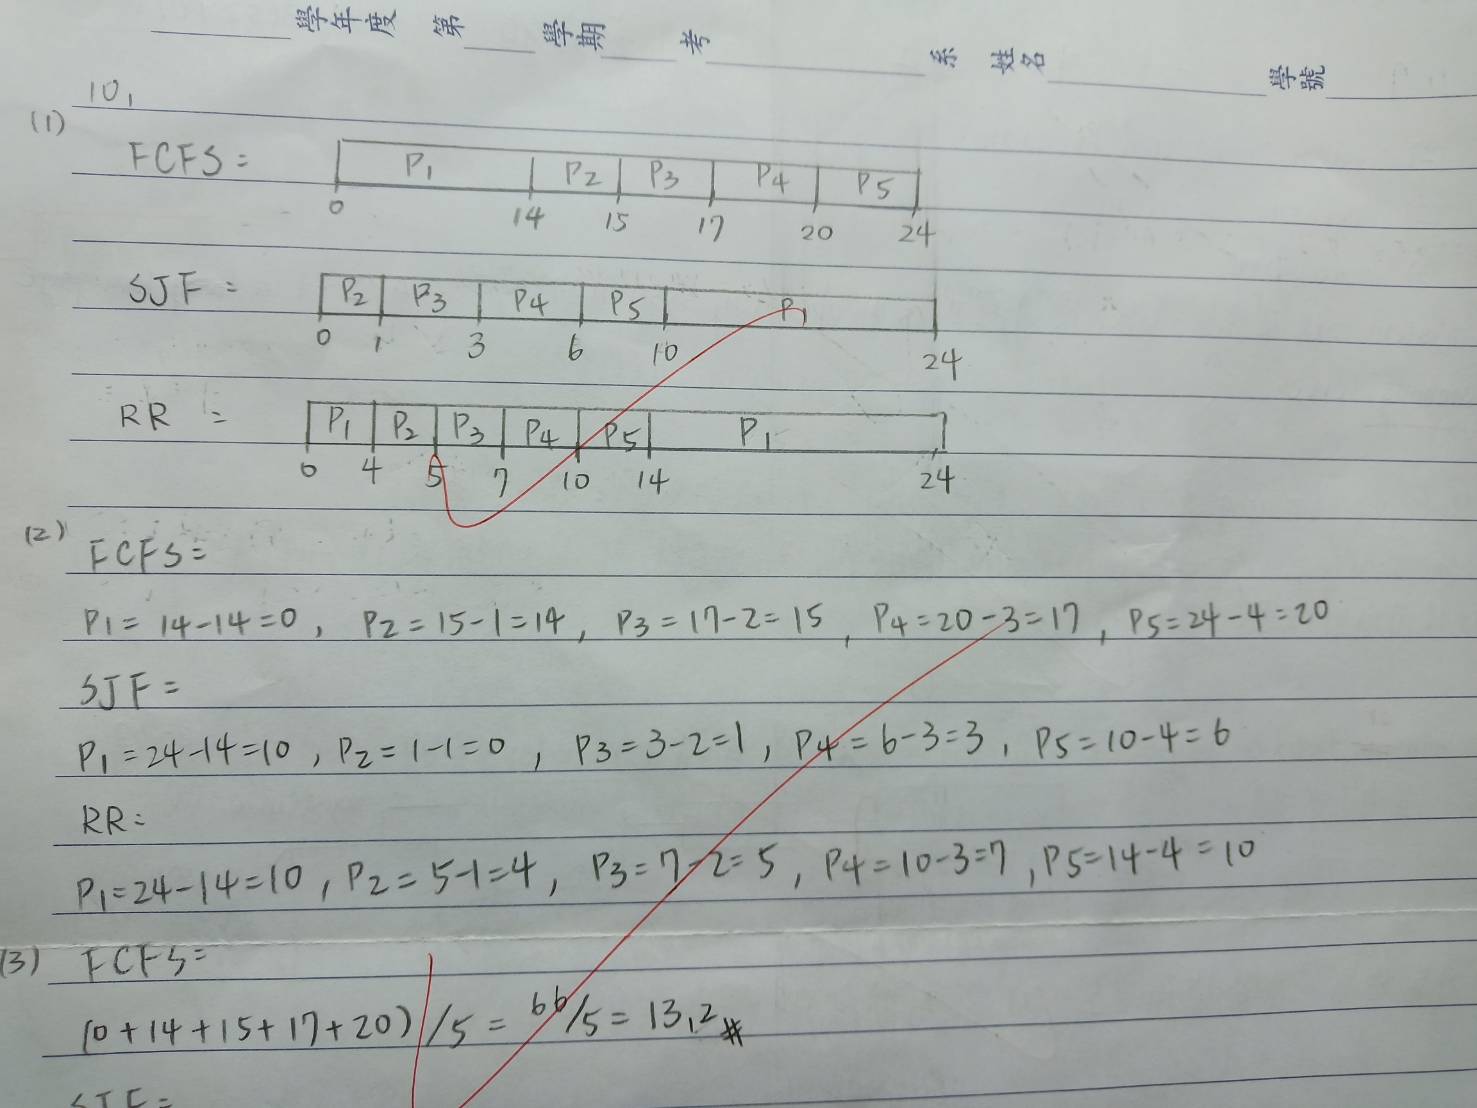 學年度 第 學期 考 系 姓名 學號
10,
(1)
FCFS= P1 P2 P3 P4 P5
0 14 15 17 20 24
SJF= P2 P3 P4 P5 P1
0 1 3 6 10 24
RR= P1 P2 P3 P4 P5 P1
0 4 5 7 10 14 24
(2)
FCFS=
P1=14-14=0, P2=15-1=14, P3=17-2=15, P4=20-3=17, P5=24-4=20
SJF=
P1=24-14=10, P2=1-1=0, P3=3-2=1, P4=6-3=3, P5=10-4=6
RR=
P1=24-14=10, P2=5-1=4, P3=7-2=5, P4=10-3=7, P5=14-4=10
(3) FCFS=
(0+14+15+17+20)/5=66/5=13.2#
SJF=